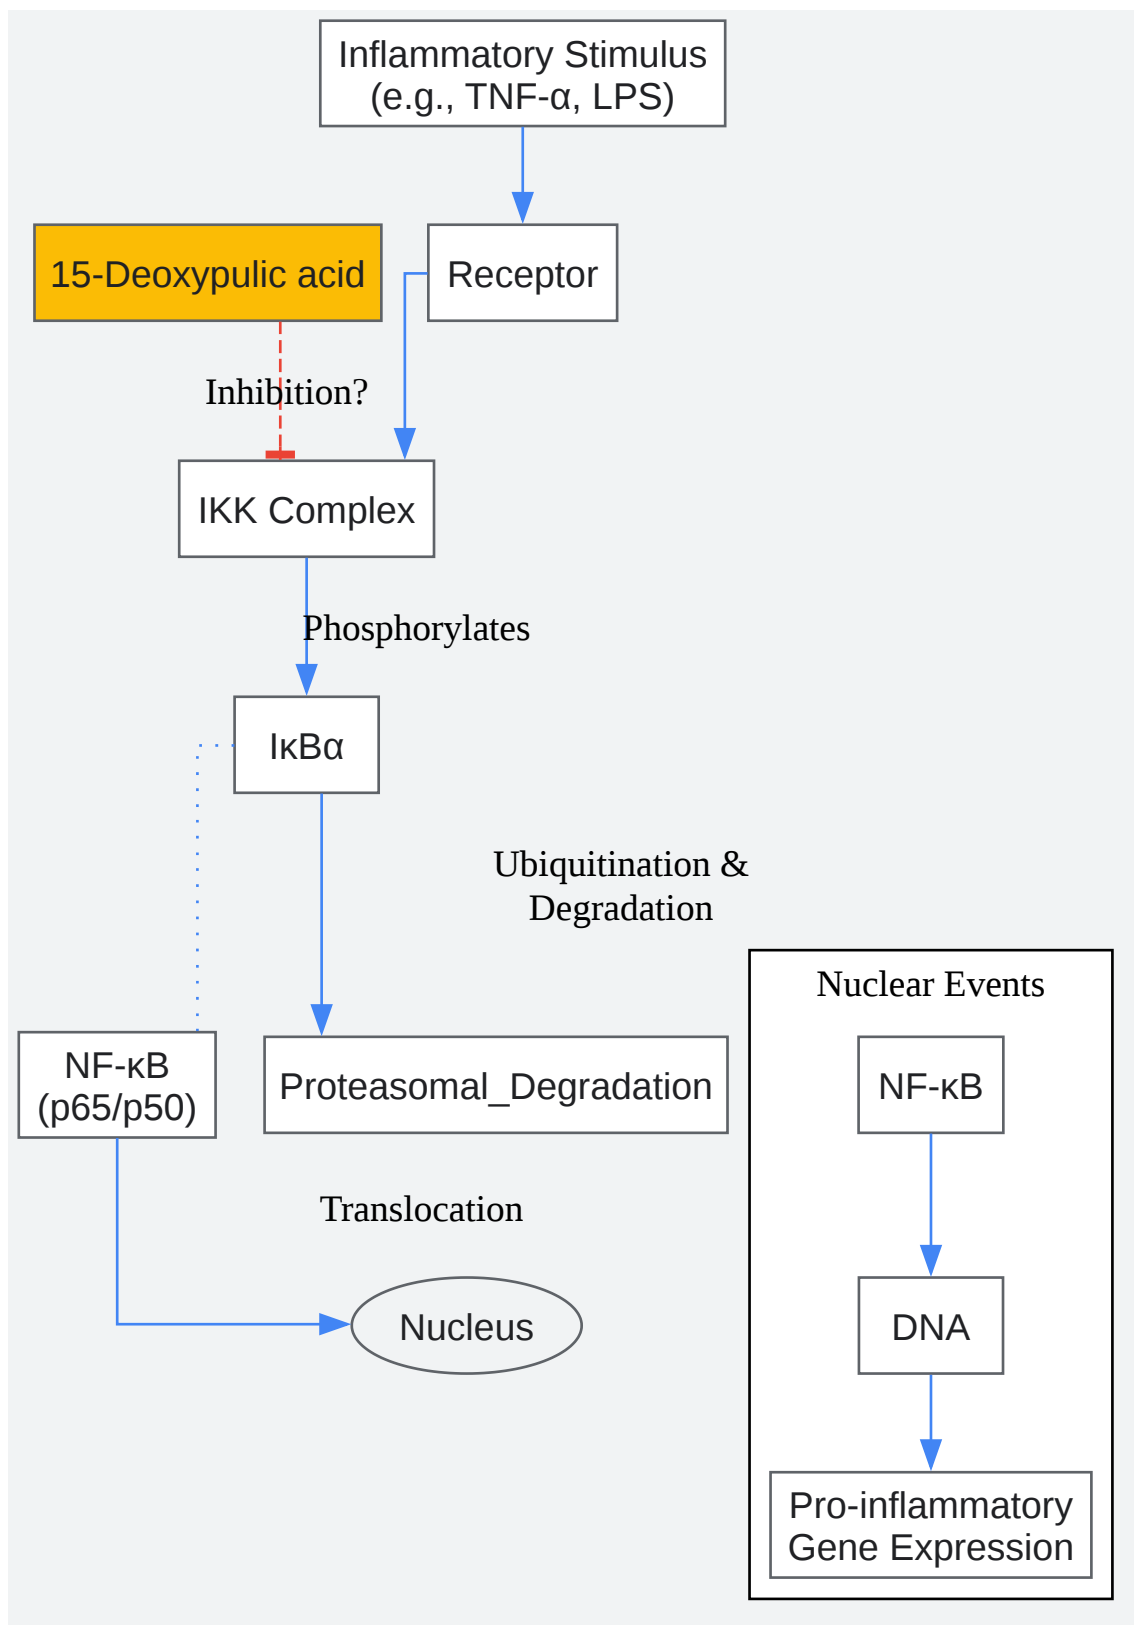 Inflammatory Stimulus
(e.g., TNF-α, LPS)
15-Deoxypulic acid
Receptor
Inhibition?
IKK Complex
Phosphorylates
IκBα
Ubiquitination &
Degradation
Nuclear Events
NF-κB
(p65/p50)
Proteasomal_Degradation
NF-κB
Translocation
Nucleus
DNA
Pro-inflammatory
Gene Expression